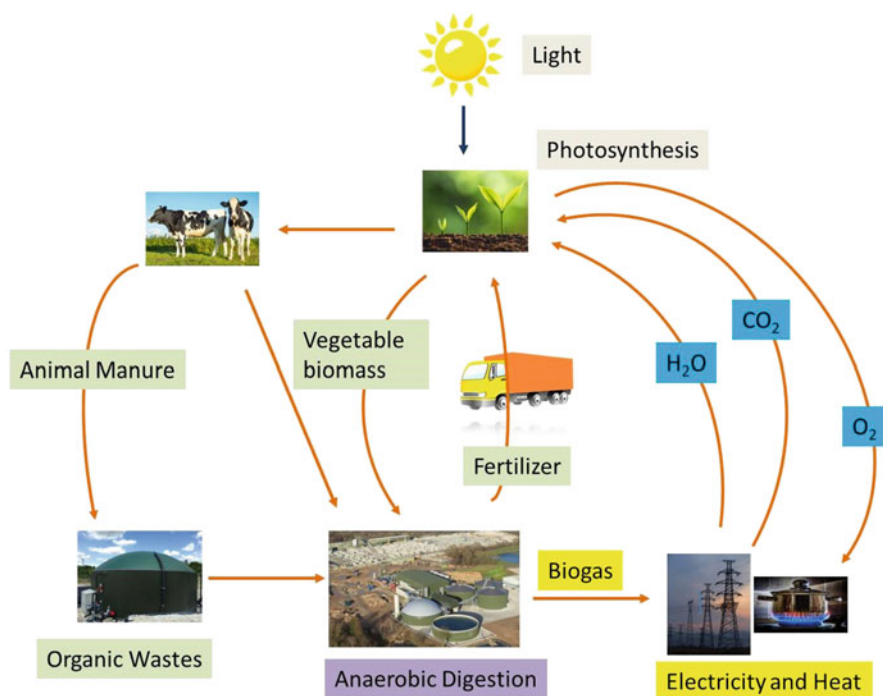 Light
Photosynthesis
CO₂
Vegetable
biomass
H₂O
Animal Manure
O₂
Fertilizer
Biogas
Organic Wastes
Anaerobic Digestion
Electricity and Heat